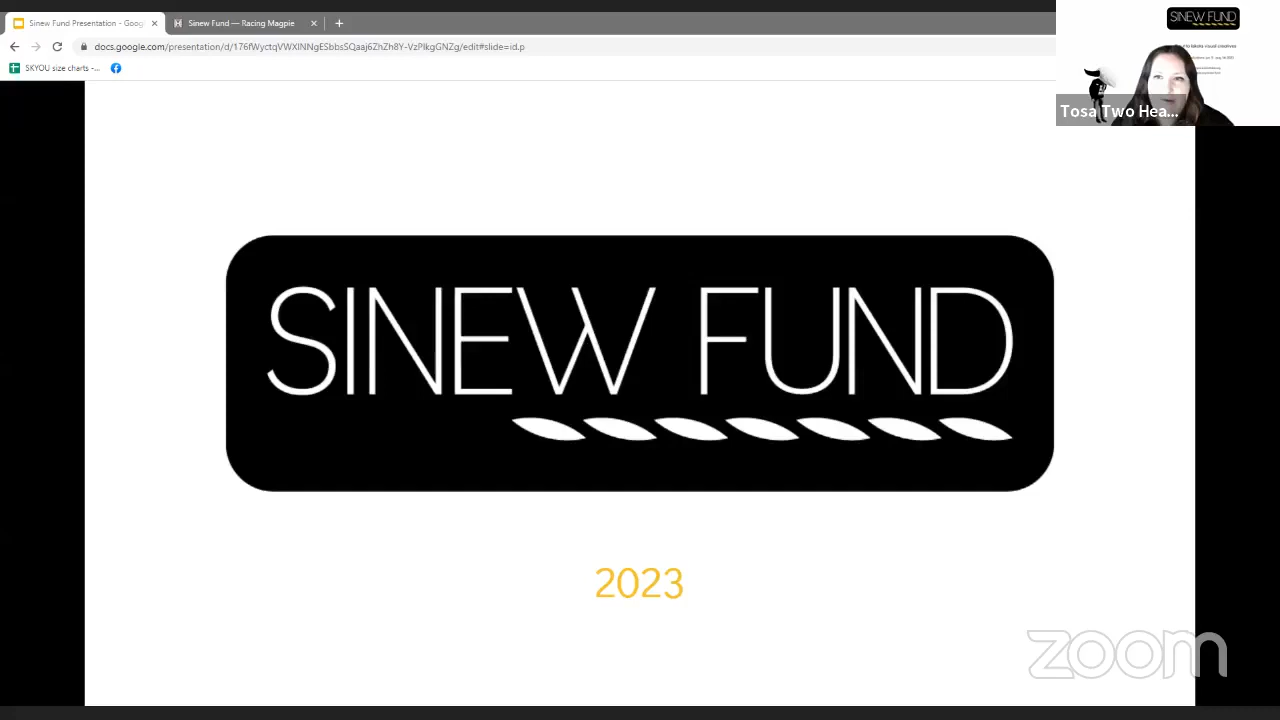 Sinew Fund Presentation - Goog
Sinew Fund — Racing Magpie
docs.google.com/presentation/d/176fWyctqVWXlNNgESbbsSQaaj6ZhZh8Y-VzPlkgGNZg/edit#slide=id.p
SKYOU size charts -...
SINEW FUND
Tosa Two Hea...
SINEW FUND
2023
zoom